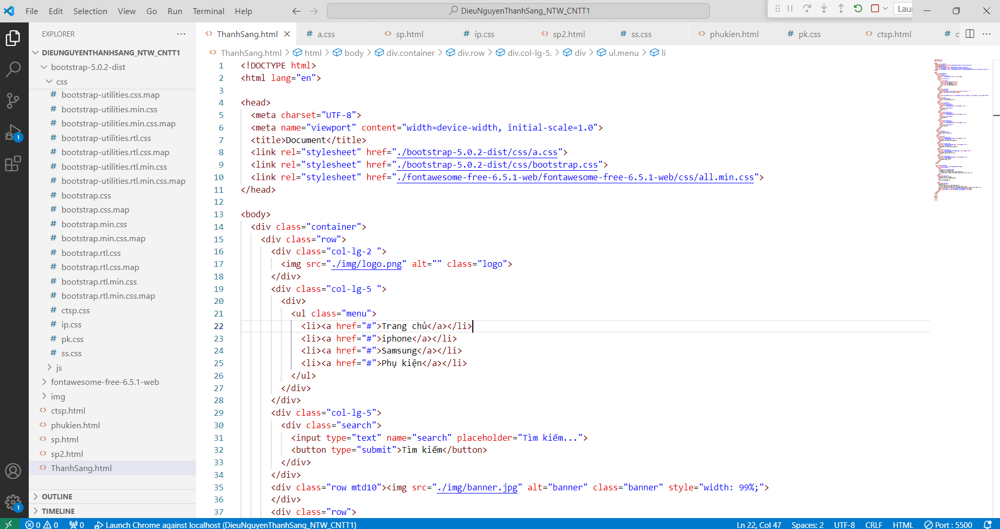 File Edit Selection View Go Run Terminal Help
DieuNguyenThanhSang_NTW_CNTT1
EXPLORER
ThanhSang.html a.css sp.html ip.css sp2.html ss.css phukien.html pk.css ctsp.html
ThanhSang.html > html > body > div.container > div.row > div.col-lg-5. > div > ul.menu > li
DIEUNGUYENTHANHSANG_NTW_CNTT1
bootstrap-5.0.2-dist
css
bootstrap-utilities.css.map
bootstrap-utilities.min.css
bootstrap-utilities.min.css.map
bootstrap-utilities.rtl.css
bootstrap-utilities.rtl.css.map
bootstrap-utilities.rtl.min.css
bootstrap-utilities.rtl.min.css.map
bootstrap.css
bootstrap.css.map
bootstrap.min.css
bootstrap.min.css.map
bootstrap.rtl.css
bootstrap.rtl.css.map
bootstrap.rtl.min.css
bootstrap.rtl.min.css.map
ctsp.css
ip.css
pk.css
ss.css
js
fontawesome-free-6.5.1-web
img
ctsp.html
phukien.html
sp.html
sp2.html
ThanhSang.html
OUTLINE
TIMELINE
1 <!DOCTYPE html>
2 <html lang="en">
3
4 <head>
5 <meta charset="UTF-8">
6 <meta name="viewport" content="width=device-width, initial-scale=1.0">
7 <title>Document</title>
8 <link rel="stylesheet" href="./bootstrap-5.0.2-dist/css/a.css">
9 <link rel="stylesheet" href="./bootstrap-5.0.2-dist/css/bootstrap.css">
10 <link rel="stylesheet" href="./fontawesome-free-6.5.1-web/fontawesome-free-6.5.1-web/css/all.min.css">
11 </head>
12
13 <body>
14 <div class="container">
15 <div class="row">
16 <div class="col-lg-2 ">
17 <img src="./img/logo.png" alt="" class="logo">
18 </div>
19 <div class="col-lg-5 ">
20 <div>
21 <ul class="menu">
22 <li><a href="#">Trang chủ</a></li>
23 <li><a href="#">iphone</a></li>
24 <li><a href="#">Samsung</a></li>
25 <li><a href="#">Phụ kiện</a></li>
26 </ul>
27 </div>
28 </div>
29 <div class="col-lg-5">
30 <div class="search">
31 <input type="text" name="search" placeholder="Tìm kiếm...">
32 <button type="submit">Tìm kiếm</button>
33 </div>
34 </div>
35 <div class="row mtd10"><img src="./img/banner.jpg" alt="banner" class="banner" style="width: 99%;">
36 </div>
37 <div class="row">
0 0 0 Launch Chrome against localhost (DieuNguyenThanhSang_NTW_CNTT1) Ln 22, Col 47 Spaces: 2 UTF-8 CRLF HTML Port : 5500